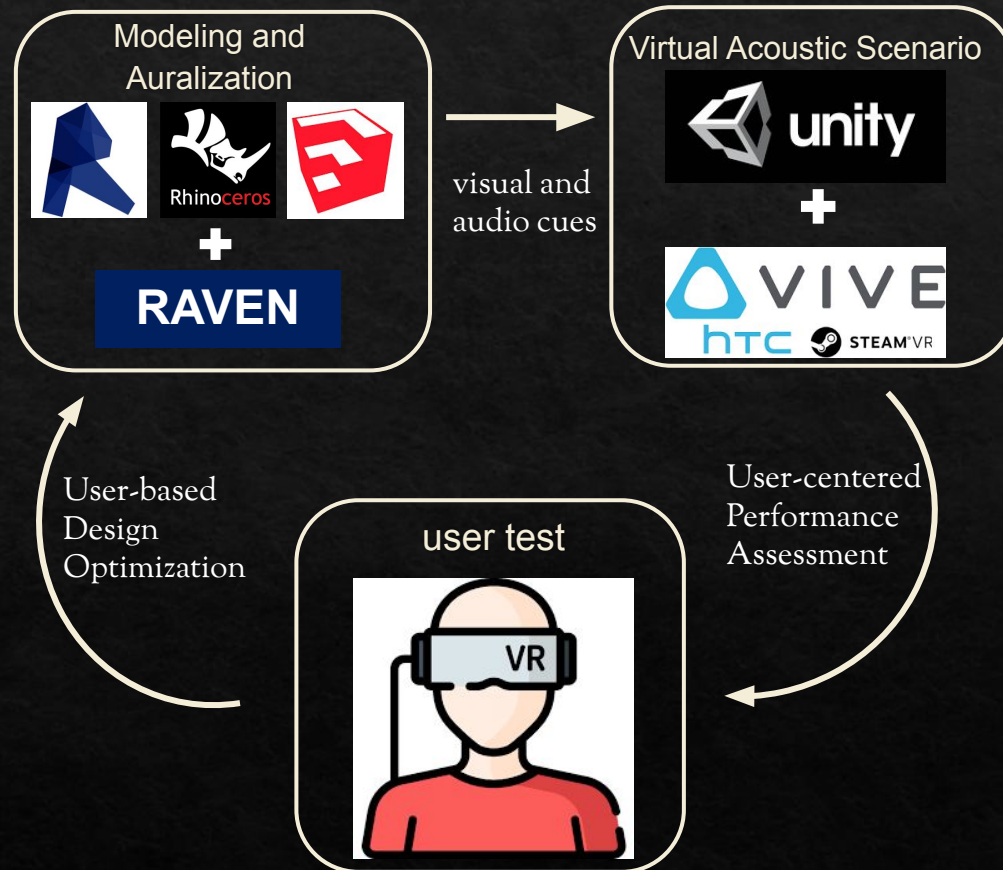 Modeling and
Auralization
Rhinoceros
RAVEN
visual and
audio cues
Virtual Acoustic Scenario
unity
VIVE
hTC STEAM®VR
User-centered
Performance
Assessment
user test
VR
User-based
Design
Optimization